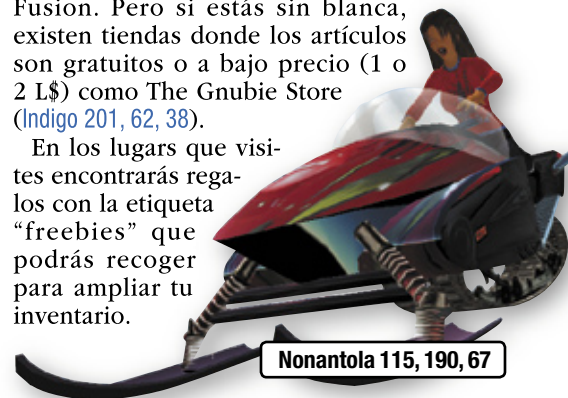 Fusion. Pero si estás sin blanca,
existen tiendas donde los artículos
son gratuitos o a bajo precio (1 o
2 L$) como The Gnubie Store
(Indigo 201, 62, 38).
En los lugars que visi-
tes encontrarás rega-
los con la etiqueta
“freebies” que
podrás recoger
para ampliar tu
inventario.
Nonantola 115, 190, 67